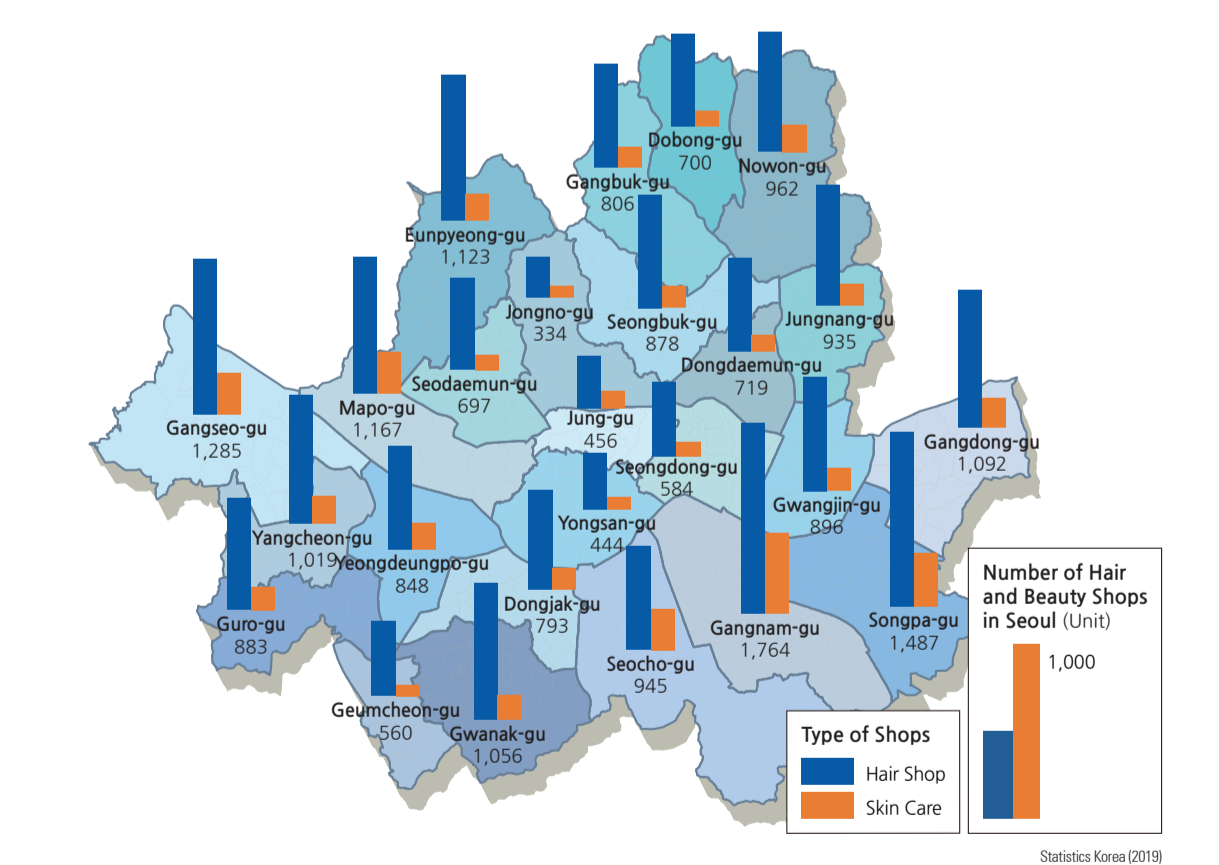 Dobong-gu
700
Nowon-gu
962
Gangbuk-gu
806
Eunpyeong-gu
1,123
Jongno-gu
334
Seongbuk-gu
878
Jungnang-gu
935
Dongdaemun-gu
719
Seodaemun-gu
697
Mapo-gu
1,167
Gangseo-gu
1,285
Jung-gu
456
Gangdong-gu
1,092
Seongdong-gu
584
Gwangjin-gu
896
Yongsan-gu
444
Yangcheon-gu
1,019
Yeongdeungpo-gu
848
Dongjak-gu
793
Guro-gu
883
Gangnam-gu
1,764
Songpa-gu
1,487
Seocho-gu
945
Geumcheon-gu
560
Gwanak-gu
1,056
Number of Hair
and Beauty Shops
in Seoul (Unit)
1,000
Type of Shops
Hair Shop
Skin Care
Statistics Korea (2019)